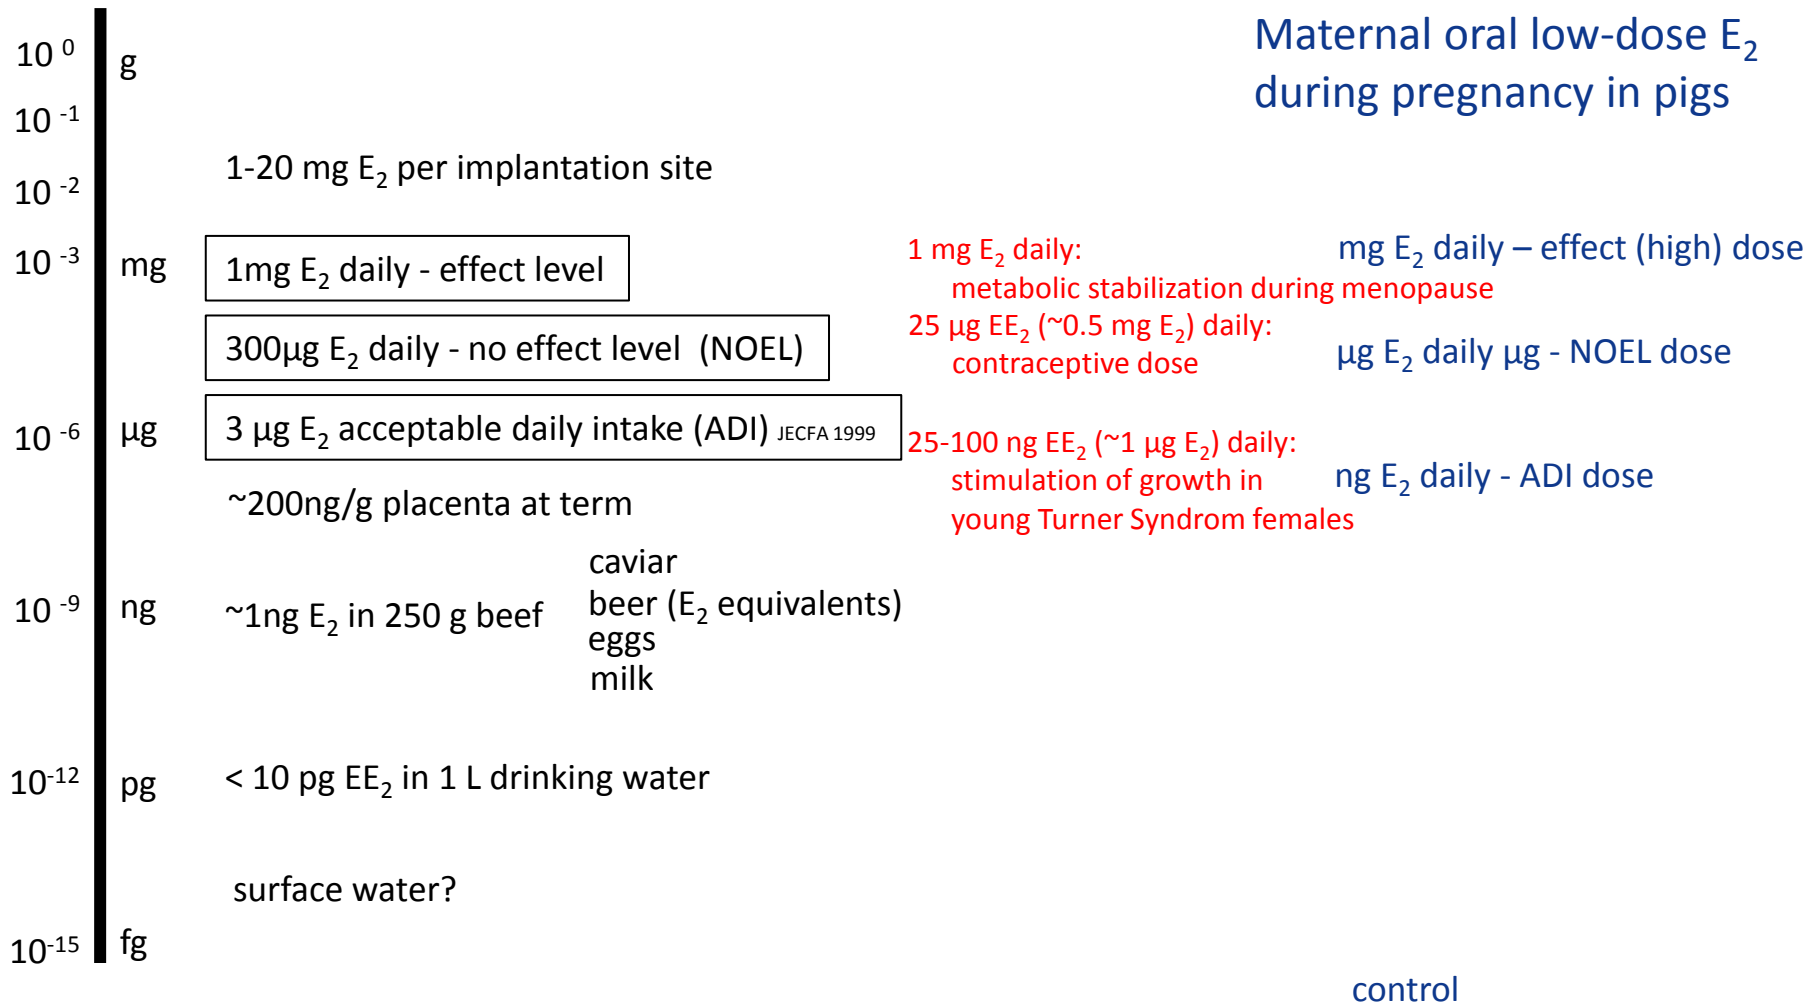 Maternal oral low-dose E₂
during pregnancy in pigs
10⁰ g
10⁻¹
1-20 mg E₂ per implantation site
10⁻²
10⁻³ mg
1mg E₂ daily - effect level
1 mg E₂ daily:
metabolic stabilization during menopause
mg E₂ daily – effect (high) dose
300µg E₂ daily - no effect level (NOEL)
25 µg EE₂ (~0.5 mg E₂) daily:
contraceptive dose
µg E₂ daily µg - NOEL dose
10⁻⁶ µg
3 µg E₂ acceptable daily intake (ADI) JECFA 1999
25-100 ng EE₂ (~1 µg E₂) daily:
stimulation of growth in
young Turner Syndrom females
ng E₂ daily - ADI dose
~200ng/g placenta at term
10⁻⁹ ng
~1ng E₂ in 250 g beef
caviar
beer (E₂ equivalents)
eggs
milk
10⁻¹² pg
< 10 pg EE₂ in 1 L drinking water
surface water?
10⁻¹⁵ fg
control